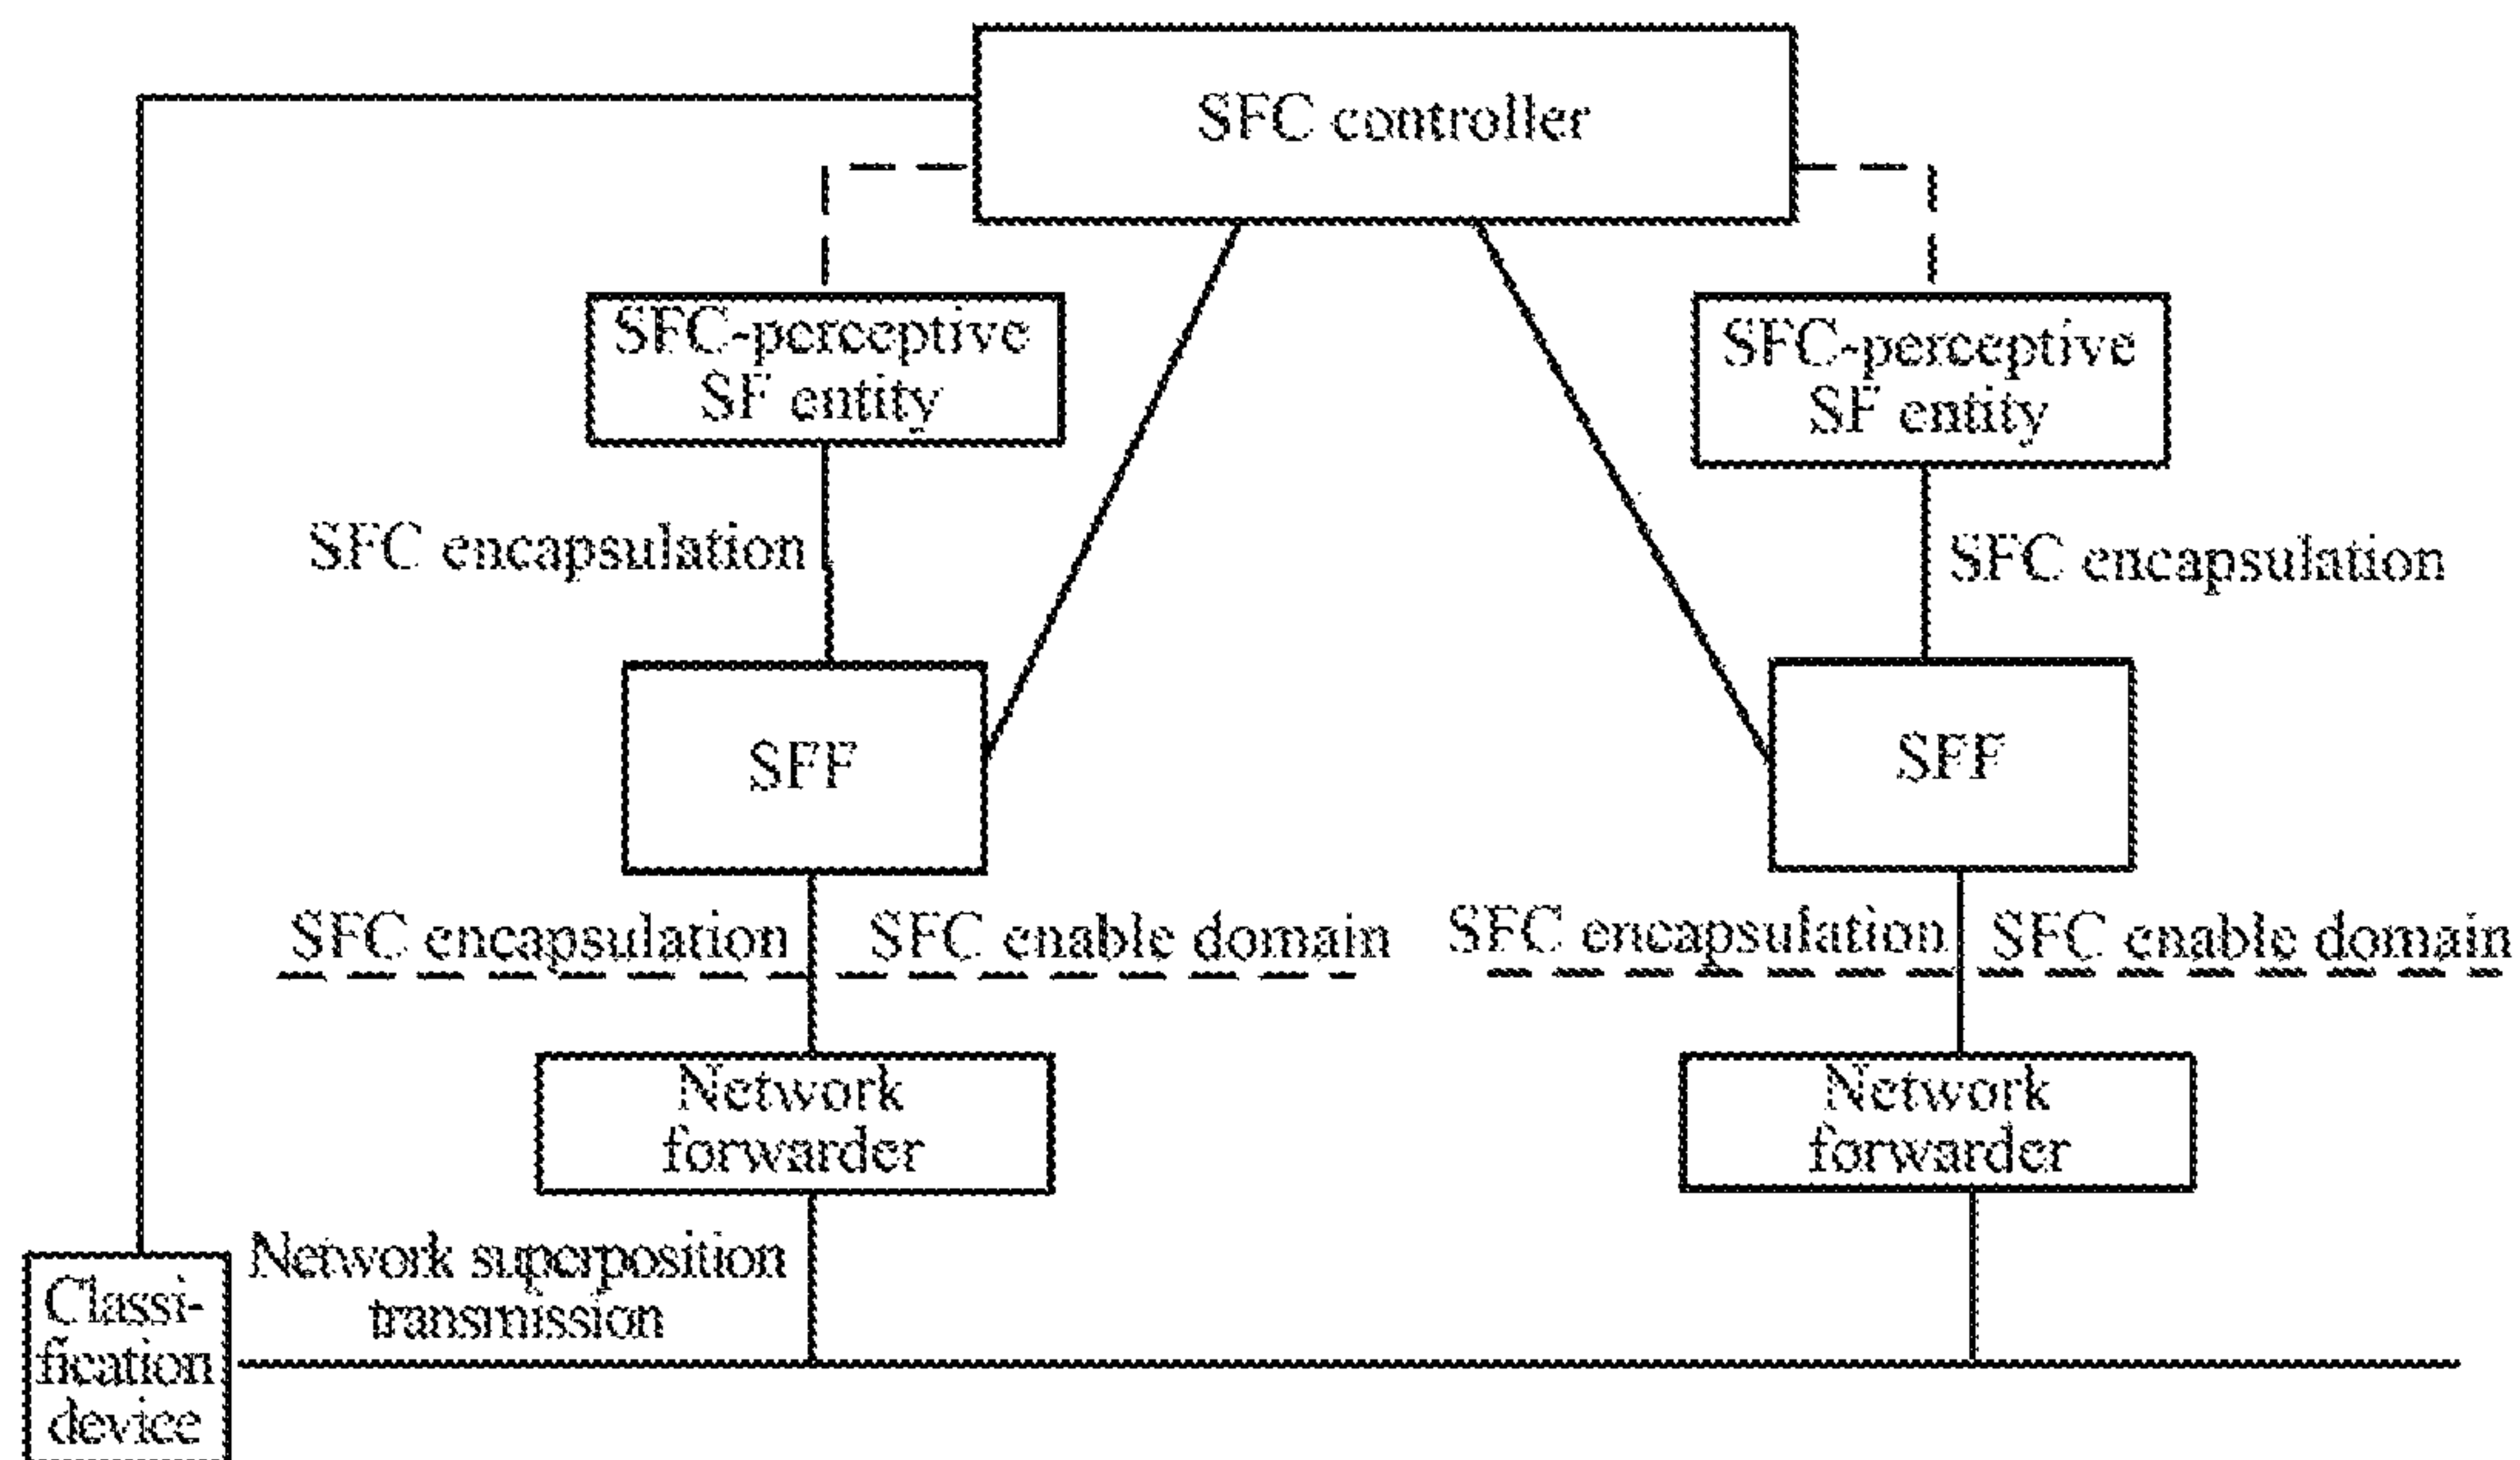 SFC controller
SFC-perceptive
SF entity
SFC-perceptive
SF entity
SFC encapsulation
SFC encapsulation
SFF
SFF
SFC encapsulation
SFC enable domain
SFC encapsulation
SFC enable domain
Network
forwarder
Network
forwarder
Network superposition
transmission
Classi-
fication
device